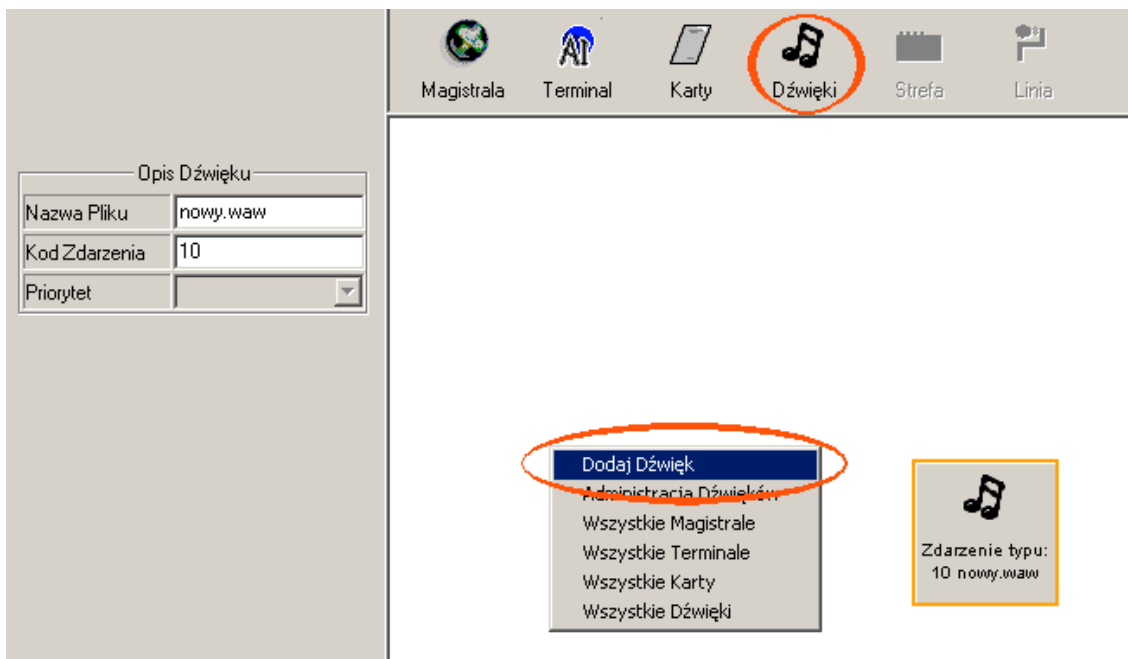 Magistrala Terminal Karty Dźwięki Strefa Linia
Opis Dźwięku
Nazwa Pliku nowy.waw
Kod Zdarzenia 10
Priorytet
Dodaj Dźwięk
Administracja Dźwięków
Wszystkie Magistrale
Wszystkie Terminale
Wszystkie Karty
Wszystkie Dźwięki
Zdarzenie typu:
10 nowy.waw